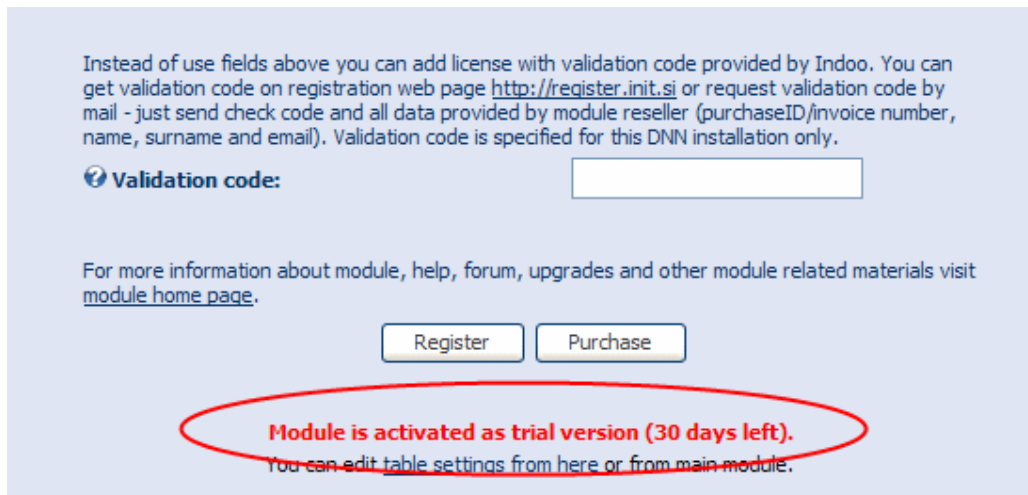 Instead of use fields above you can add license with validation code provided by Indoo. You can
get validation code on registration web page http://register.init.si or request validation code by
mail - just send check code and all data provided by module reseller (purchaseID/invoice number,
name, surname and email). Validation code is specified for this DNN installation only.
Validation code:
For more information about module, help, forum, upgrades and other module related materials visit
module home page.
Register Purchase
Module is activated as trial version (30 days left).
You can edit table settings from here or from main module.